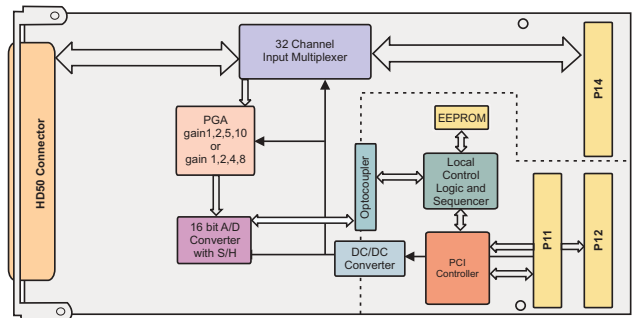 32 Channel
Input Multiplexer
HD50 Connector
P14
PGA
gain1,2,5,10
or
gain 1,2,4,8
EEPROM
Optocoupler
Local
Control
Logic and
Sequencer
16 bit A/D
Converter
with S/H
DC/DC
Converter
PCI
Controller
P11
P12